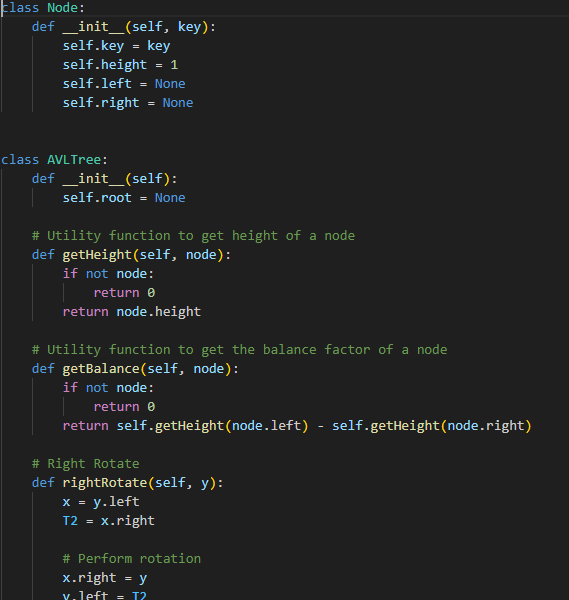 class Node:
    def __init__(self, key):
        self.key = key
        self.height = 1
        self.left = None
        self.right = None


class AVLTree:
    def __init__(self):
        self.root = None

    # Utility function to get height of a node
    def getHeight(self, node):
        if not node:
            return 0
        return node.height

    # Utility function to get the balance factor of a node
    def getBalance(self, node):
        if not node:
            return 0
        return self.getHeight(node.left) - self.getHeight(node.right)

    # Right Rotate
    def rightRotate(self, y):
        x = y.left
        T2 = x.right

        # Perform rotation
        x.right = y
        y.left = T2